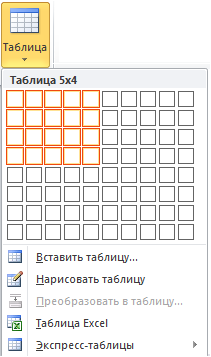 Таблица
Таблица 5x4
Вставить таблицу...
Нарисовать таблицу
Преобразовать в таблицу...
Таблица Excel
Экспресс-таблицы